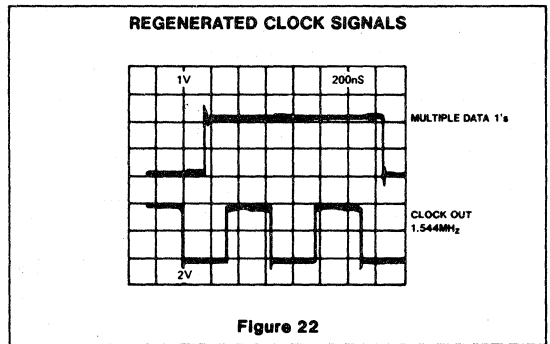 REGENERATED CLOCK SIGNALS
1V 200nS
MULTIPLE DATA 1's
CLOCK OUT
1.544MHz
2V
Figure 22